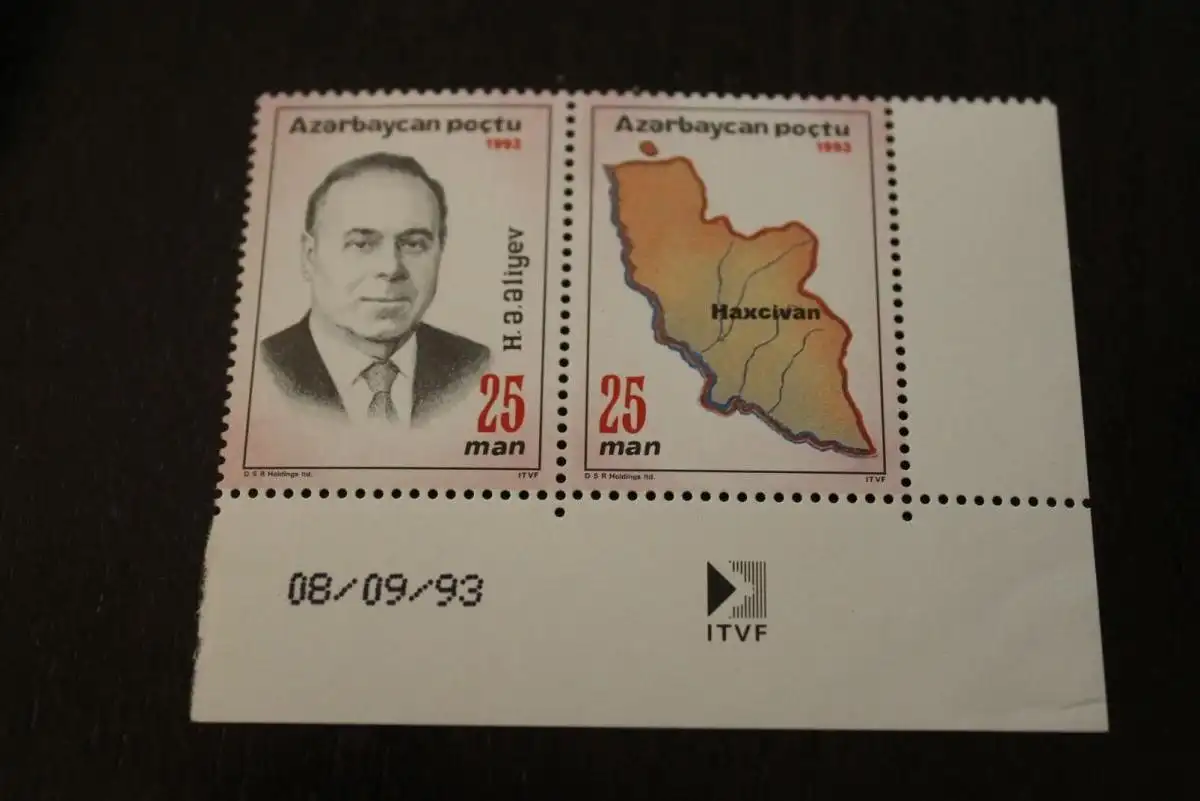 Azərbaycan poçtu
1993
H.Ə.Əliyev
25
man
D S R Holdings ltd.
ITVF
Azərbaycan poçtu
1993
Haxcivan
25
man
D S R Holdings ltd.
ITVF
08/09/93
ITVF